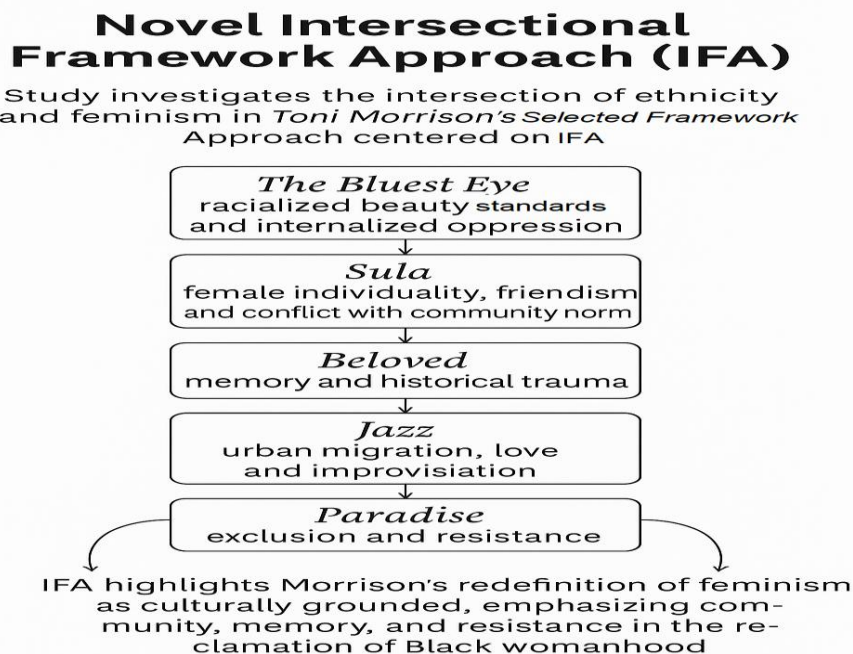 Novel Intersectional
Framework Approach (IFA)
Study investigates the intersection of ethnicity
and feminism in Toni Morrison's Selected Framework
Approach centered on IFA
The Bluest Eye
racialized beauty standards
and internalized oppression
Sula
female individuality, friendism
and conflict with community norm
Beloved
memory and historical trauma
Jazz
urban migration, love
and improvisiation
Paradise
exclusion and resistance
IFA highlights Morrison's redefinition of feminism
as culturally grounded, emphasizing com-
munity, memory, and resistance in the re-
clamation of Black womanhood